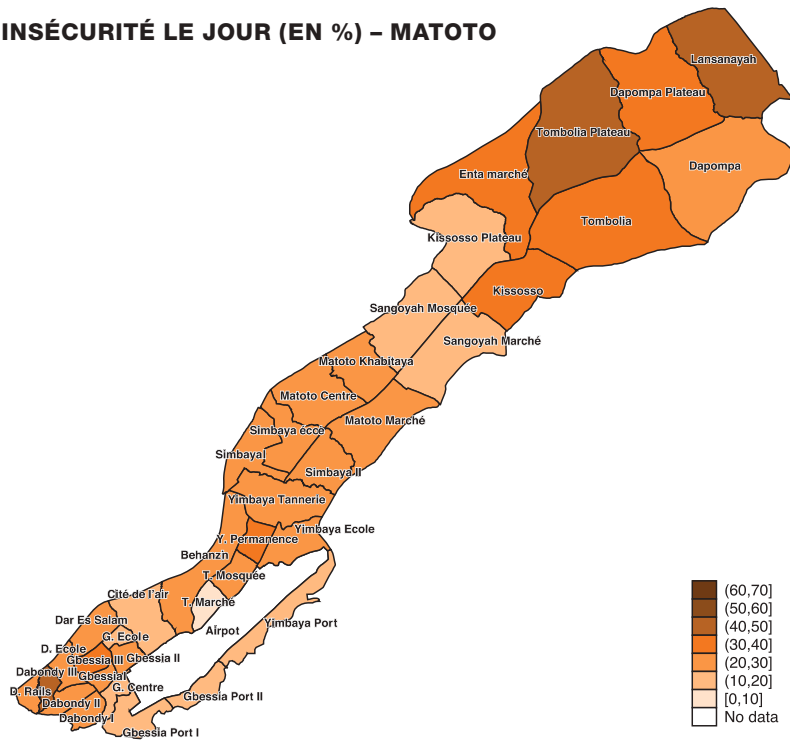 INSÉCURITÉ LE JOUR (EN %) – MATOTO
Lansanayah
Dapompa Plateau
Tombolia Plateau
Dapompa
Enta marché
Tombolia
Kissosso Plateau
Kissosso
Sangoyah Mosquée
Sangoyah Marché
Matoto Khabitaya
Matoto Centre
Matoto Marché
Simbaya école
SimbayaI
Simbaya II
Yimbaya Tannerie
Yimbaya Ecole
Y. Permanence
Behanzin
T. Mosquée
Cité de l'air
T. Marché
Dar Es Salam
Yimbaya Port
Airpot
G. Ecole
D. Ecole
Gbessia III
Gbessia II
Dabondy III
GbessiaI
G. Centre
D. Rails
Gbessia Port II
Dabondy II
Dabondy I
Gbessia Port I
(60,70]
(50,60]
(40,50]
(30,40]
(20,30]
(10,20]
[0,10]
No data